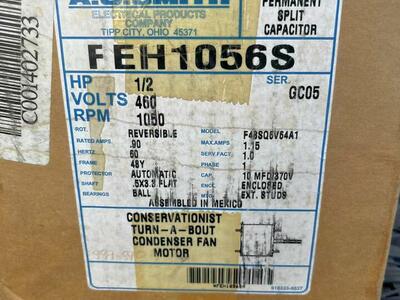 A.O.SMITH
ELECTRICAL PRODUCTS
COMPANY
TIPP CITY, OHIO 45371
PERMANENT
SPLIT
CAPACITOR
FEH1056S
HP 1/2 SER. GC05
VOLTS 460
RPM 1050
ROT. REVERSIBLE MODEL F48SQ6V64A1
RATED AMPS. .90 MAX.AMPS 1.15
HERTZ. 60 SERV.FACT. 1.0
FRAME 48Y PHASE 1
PROTECTOR AUTOMATIC CAP. 10 MFD/370V
SHAFT .5X3.3 FLAT ENCL. ENCLOSED
BEARINGS BALL MTG. EXT. STUDS
ASSEMBLED IN MEXICO
CONSERVATIONIST
TURN-A-BOUT
CONDENSER FAN
MOTOR
C001402733